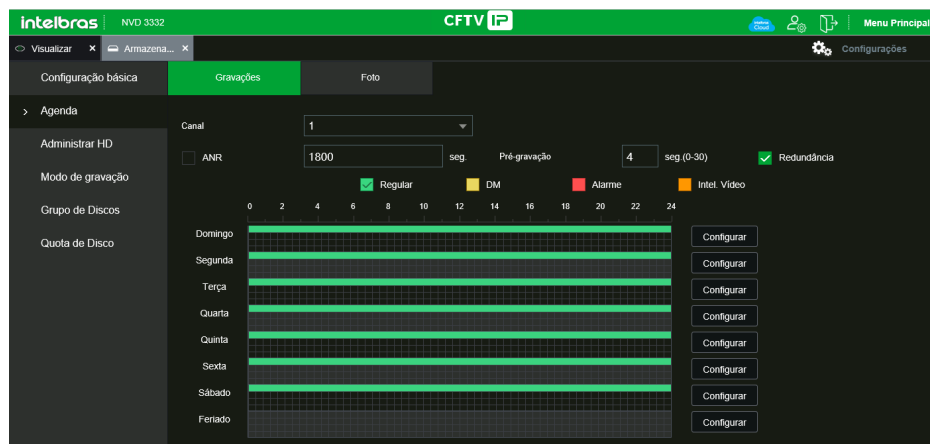 intelbras NVD 3332 CFTV IP intelbras Cloud Menu Principal
Visualizar × Armazena... × Configurações
Configuração básica Gravações Foto
> Agenda
Canal 1
Administrar HD
ANR 1800 seg. Pré-gravação 4 seg.(0-30) Redundância
Modo de gravação
Regular DM Alarme Intel. Vídeo
Grupo de Discos
0 2 4 6 8 10 12 14 16 18 20 22 24
Quota de Disco
Domingo Configurar
Segunda Configurar
Terça Configurar
Quarta Configurar
Quinta Configurar
Sexta Configurar
Sábado Configurar
Feriado Configurar